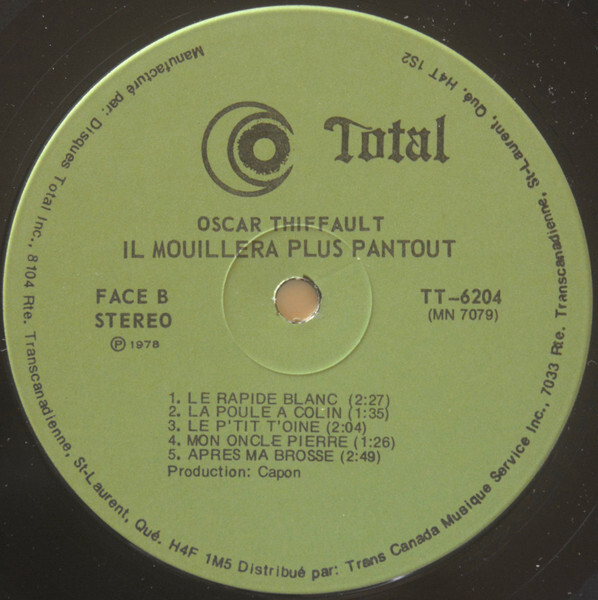 Total
OSCAR THIFFAULT
IL MOUILLERA PLUS PANTOUT
FACE B
STEREO
Ⓟ 1978
TT-6204
(MN 7079)
1. LE RAPIDE BLANC (2:27)
2. LA POULE A COLIN (1:35)
3. LE P'TIT T'OINE (2:04)
4. MON ONCLE PIERRE (1:26)
5. APRES MA BROSSE (2:49)
Production: Capon
Manufacturé par: Disques Total Inc., 8104 Rte. Transcanadienne, St-Laurent, Qué. H4F 1M5 Distribué par: Trans Canada Musique Service Inc., 7033 Rte. Transcanadienne, St-Laurent, Qué. H4T 1S2